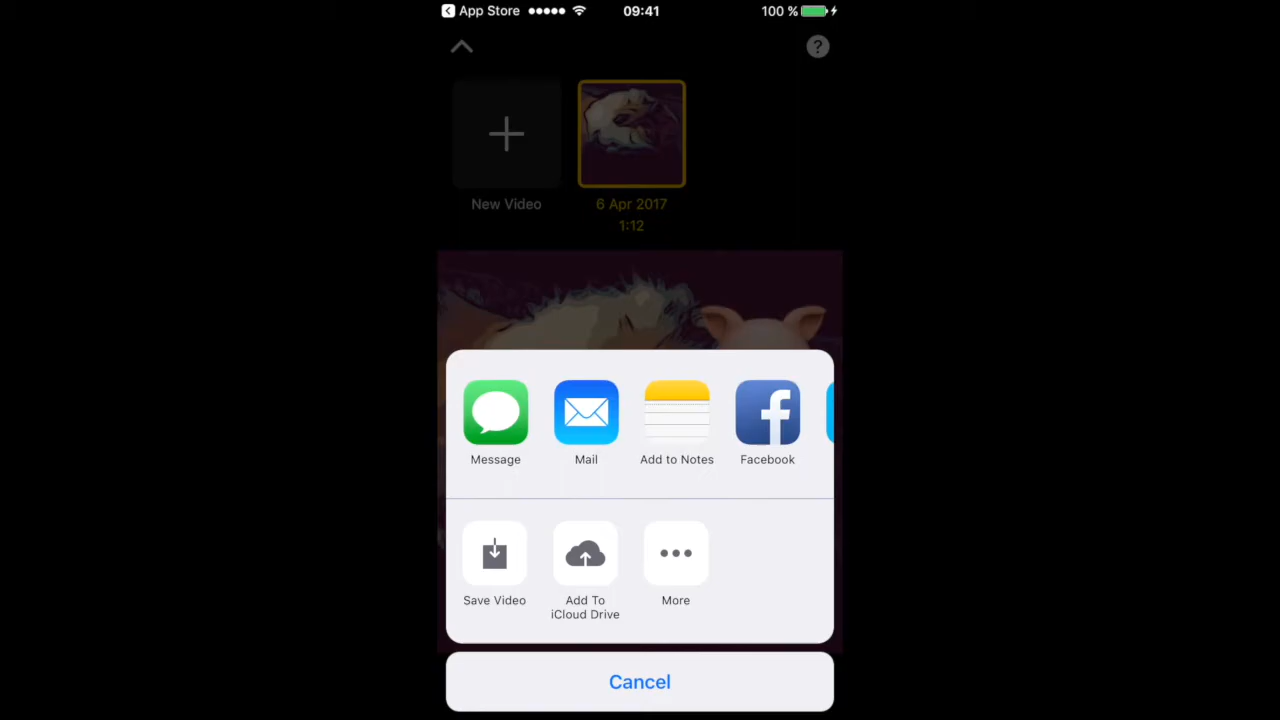 App Store 09:41 100 %
?
New Video 6 Apr 2017
1:12
Message Mail Add to Notes Facebook
Save Video Add To More
iCloud Drive
Cancel